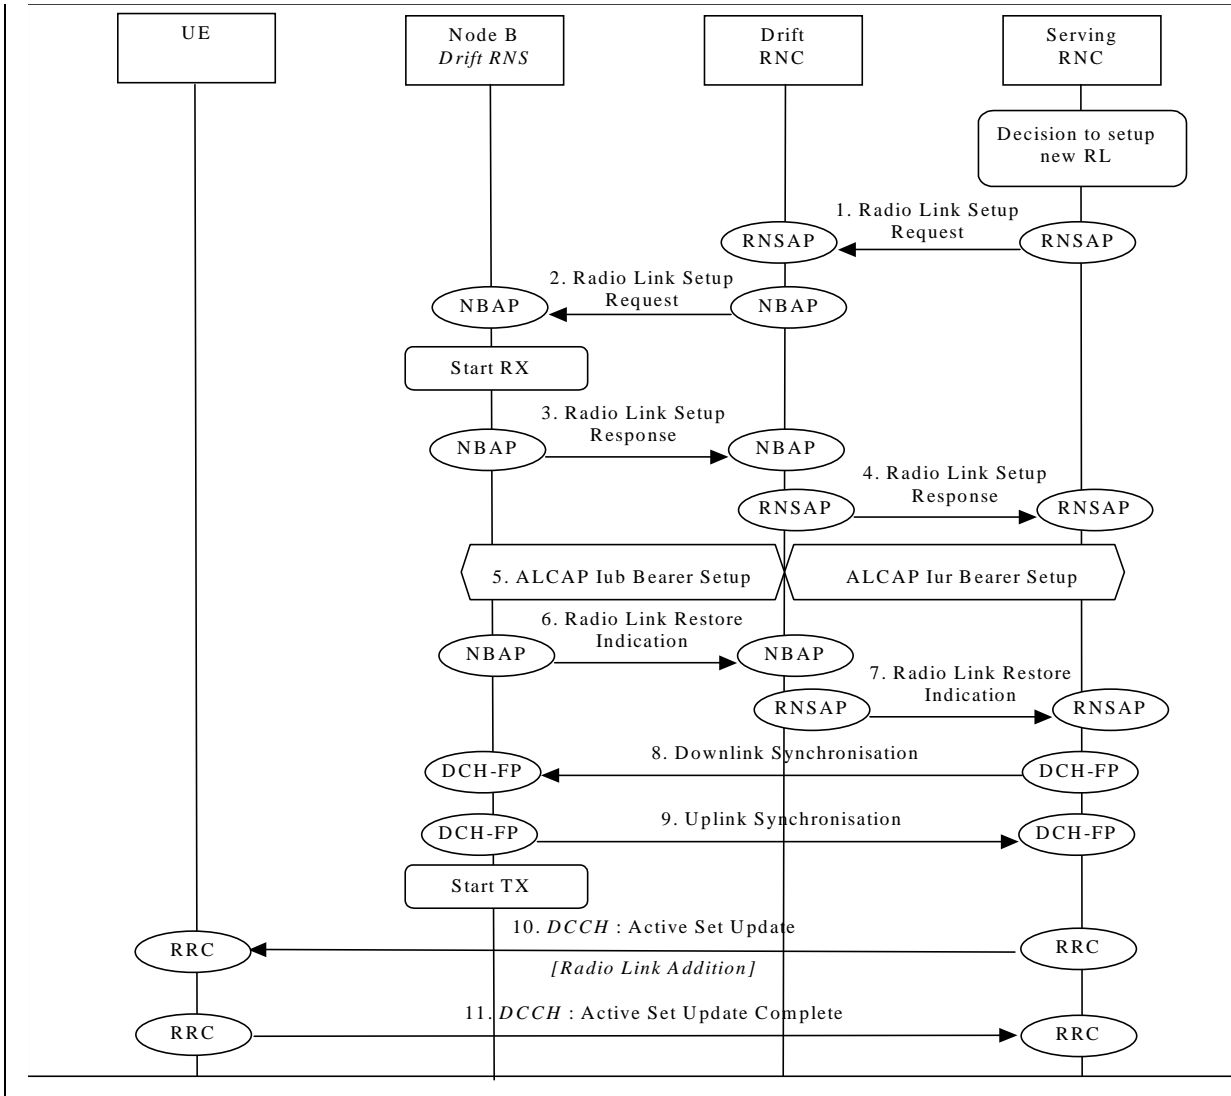 UE
Node B
Drift RNS
Drift
RNC
Serving
RNC
Decision to setup
new RL
1. Radio Link Setup
Request
RNSAP
RNSAP
2. Radio Link Setup
Request
NBAP
NBAP
Start RX
3. Radio Link Setup
Response
NBAP
NBAP
4. Radio Link Setup
Response
RNSAP
RNSAP
5. ALCAP Iub Bearer Setup
ALCAP Iur Bearer Setup
6. Radio Link Restore
Indication
NBAP
NBAP
7. Radio Link Restore
Indication
RNSAP
RNSAP
8. Downlink Synchronisation
DCH-FP
DCH-FP
9. Uplink Synchronisation
DCH-FP
DCH-FP
Start TX
10. DCCH : Active Set Update
RRC
RRC
[Radio Link Addition]
11. DCCH : Active Set Update Complete
RRC
RRC